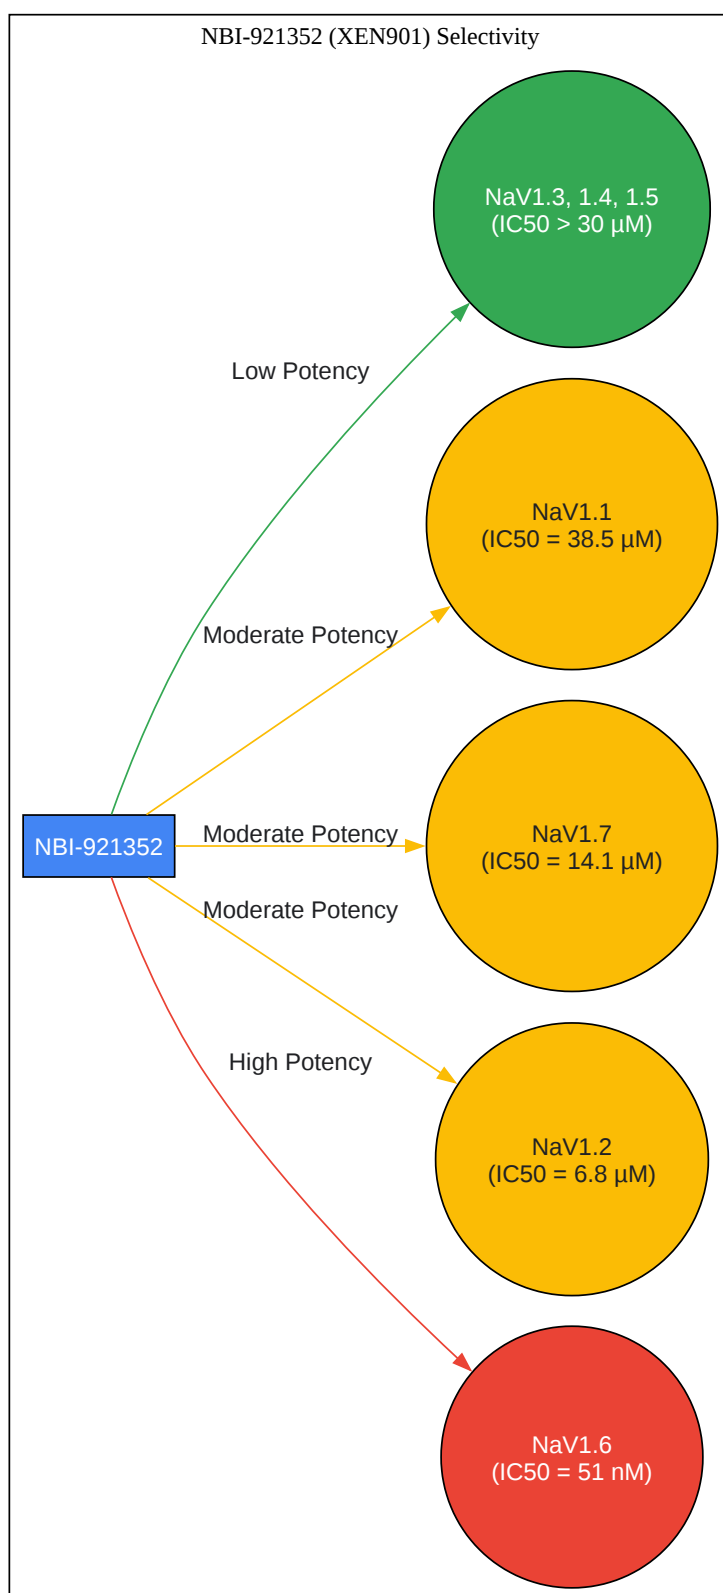 NBI-921352 (XEN901) Selectivity
NaV1.3, 1.4, 1.5
(IC50 > 30 µM)
Low Potency
NaV1.1
(IC50 = 38.5 µM)
Moderate Potency
NBI-921352
Moderate Potency
NaV1.7
(IC50 = 14.1 µM)
Moderate Potency
High Potency
NaV1.2
(IC50 = 6.8 µM)
NaV1.6
(IC50 = 51 nM)